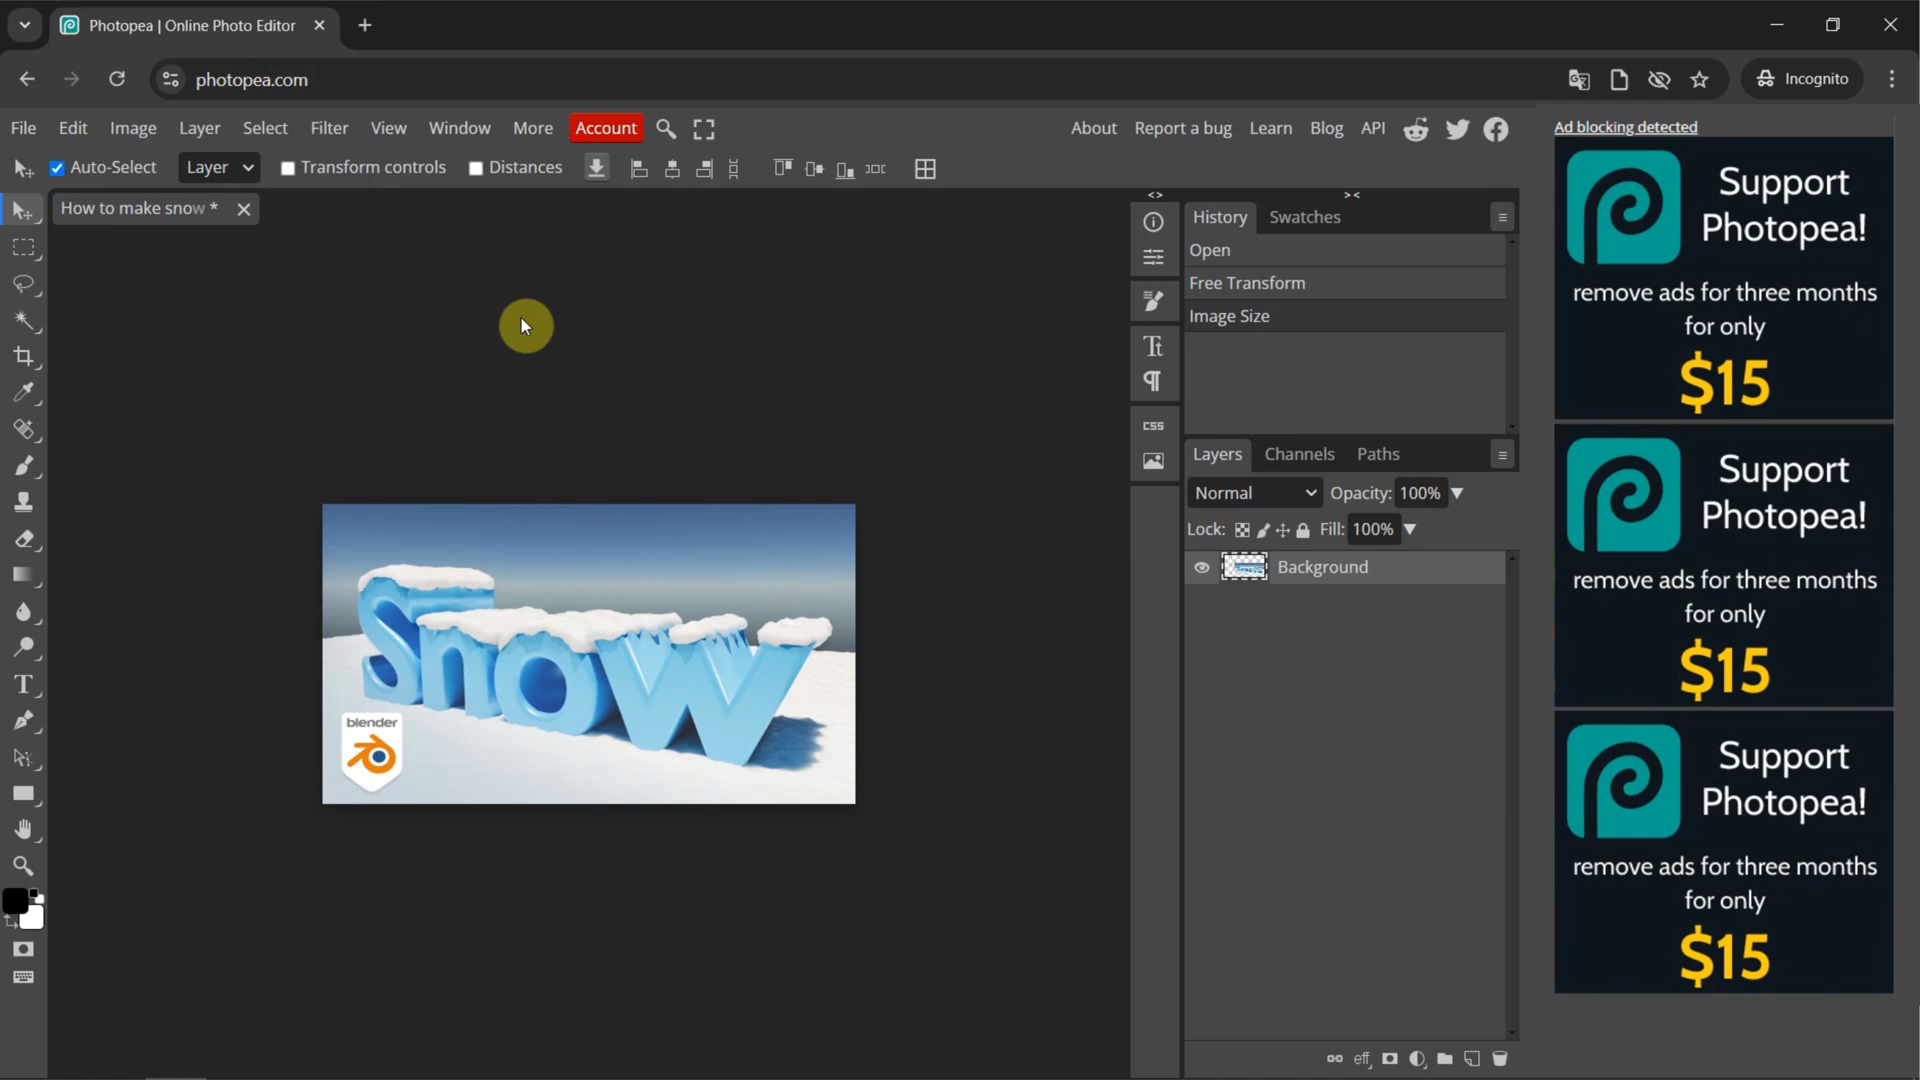 Photopea | Online Photo Editor
photopea.com
Incognito
File Edit Image Layer Select Filter View Window More Account
About Report a bug Learn Blog API
Ad blocking detected
Auto-Select Layer Transform controls Distances
How to make snow *
History Swatches
Open
Free Transform
Image Size
CSS
Layers Channels Paths
Normal Opacity: 100%
Lock: Fill: 100%
Background
eff
Snow
blender
Support
Photopea!
remove ads for three months
for only
$15
Support
Photopea!
remove ads for three months
for only
$15
Support
Photopea!
remove ads for three months
for only
$15